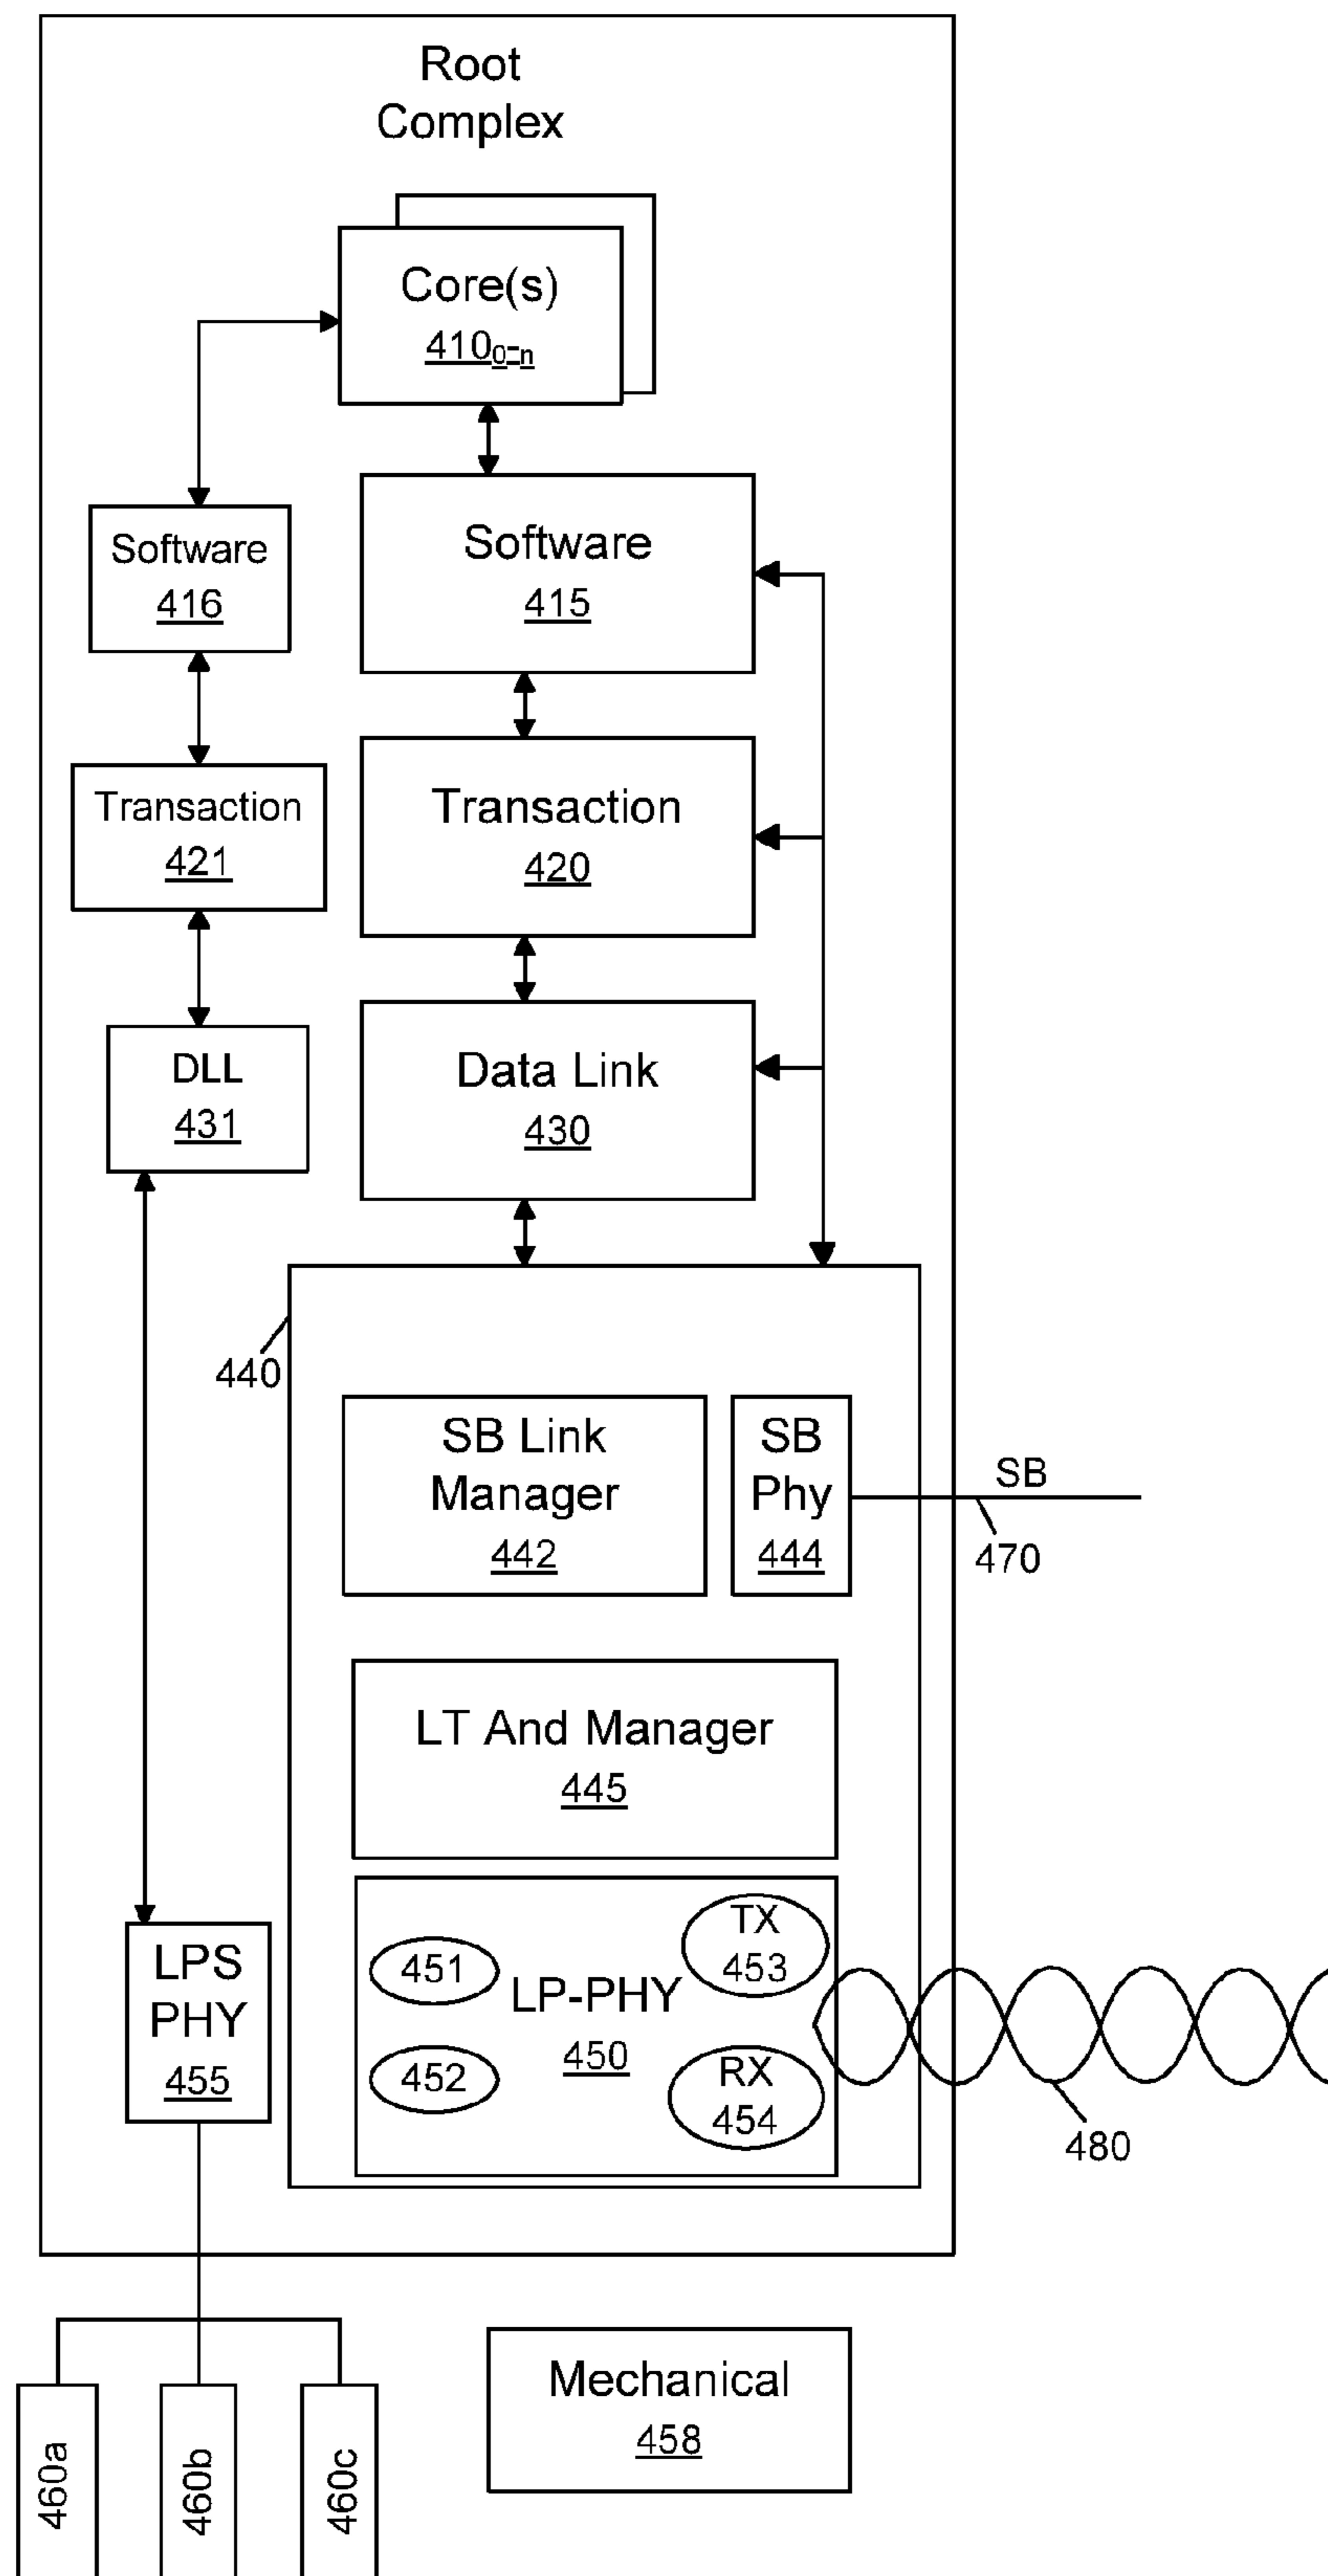 Root
Complex
Core(s)
410₀₋ₙ
Software
416
Software
415
Transaction
421
Transaction
420
DLL
431
Data Link
430
440
SB Link
Manager
442
SB
Phy
444
SB
470
LT And Manager
445
LPS
PHY
455
451
452
LP-PHY
450
TX
453
RX
454
480
Mechanical
458
460a
460b
460c